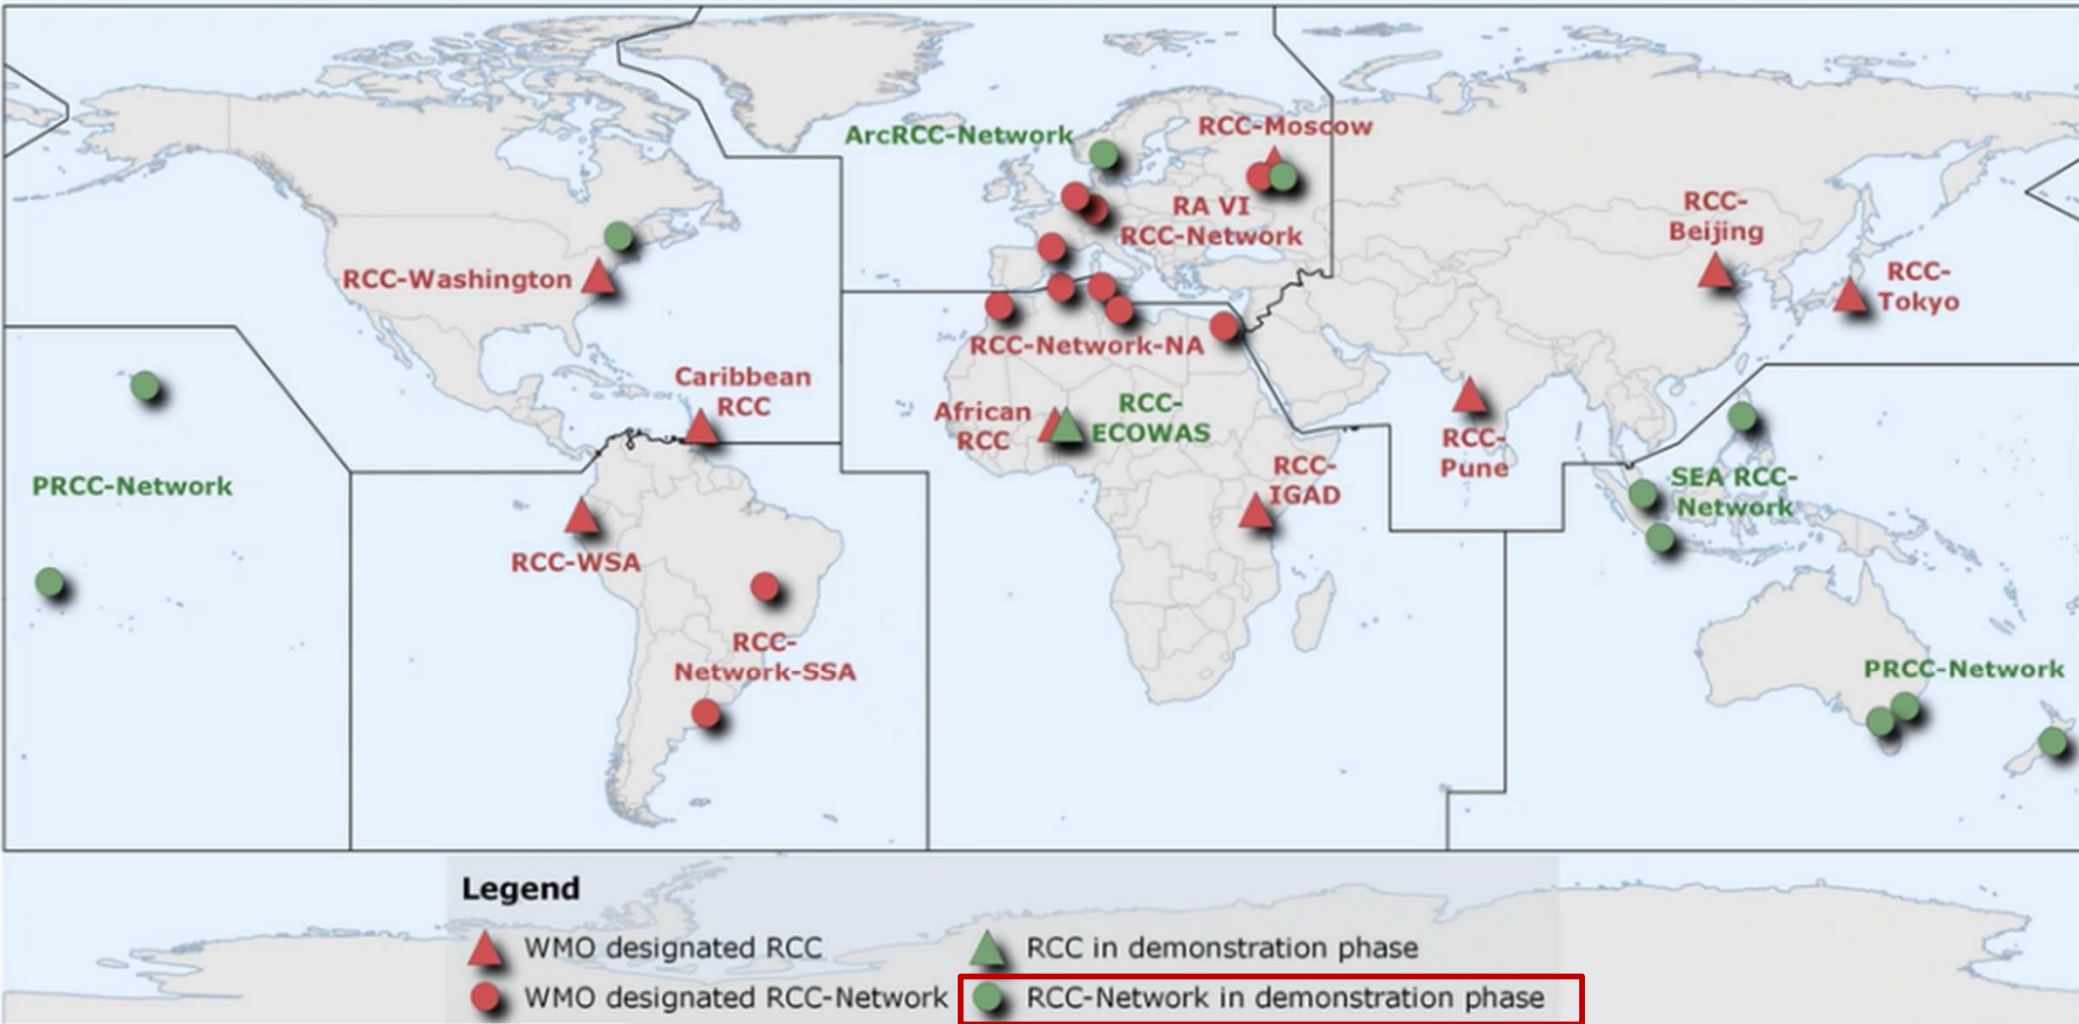 ArcRCC-Network
RCC-Moscow
RA VI
RCC-Network
RCC-
Beijing
RCC-Washington
RCC-
Tokyo
RCC-Network-NA
Caribbean
RCC
African
RCC
RCC-
ECOWAS
RCC-
Pune
RCC-
IGAD
PRCC-Network
SEA RCC-
Network
RCC-WSA
RCC-
Network-SSA
PRCC-Network
Legend
WMO designated RCC
RCC in demonstration phase
WMO designated RCC-Network
RCC-Network in demonstration phase